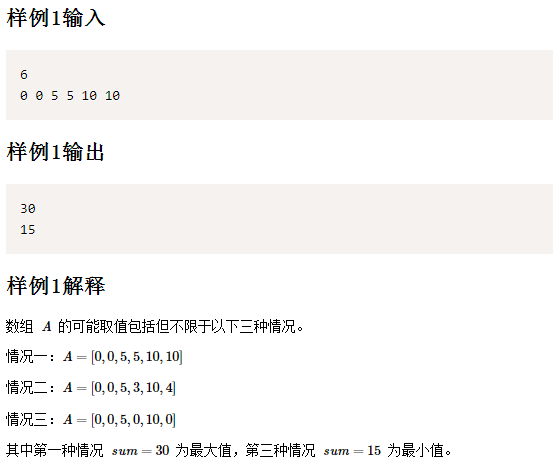 样例1输入
6
0 0 5 5 10 10
样例1输出
30
15
样例1解释
数组 A 的可能取值包括但不限于以下三种情况。
情况一：A = [0, 0, 5, 5, 10, 10]
情况二：A = [0, 0, 5, 3, 10, 4]
情况三：A = [0, 0, 5, 0, 10, 0]
其中第一种情况 sum = 30 为最大值，第三种情况 sum = 15 为最小值。